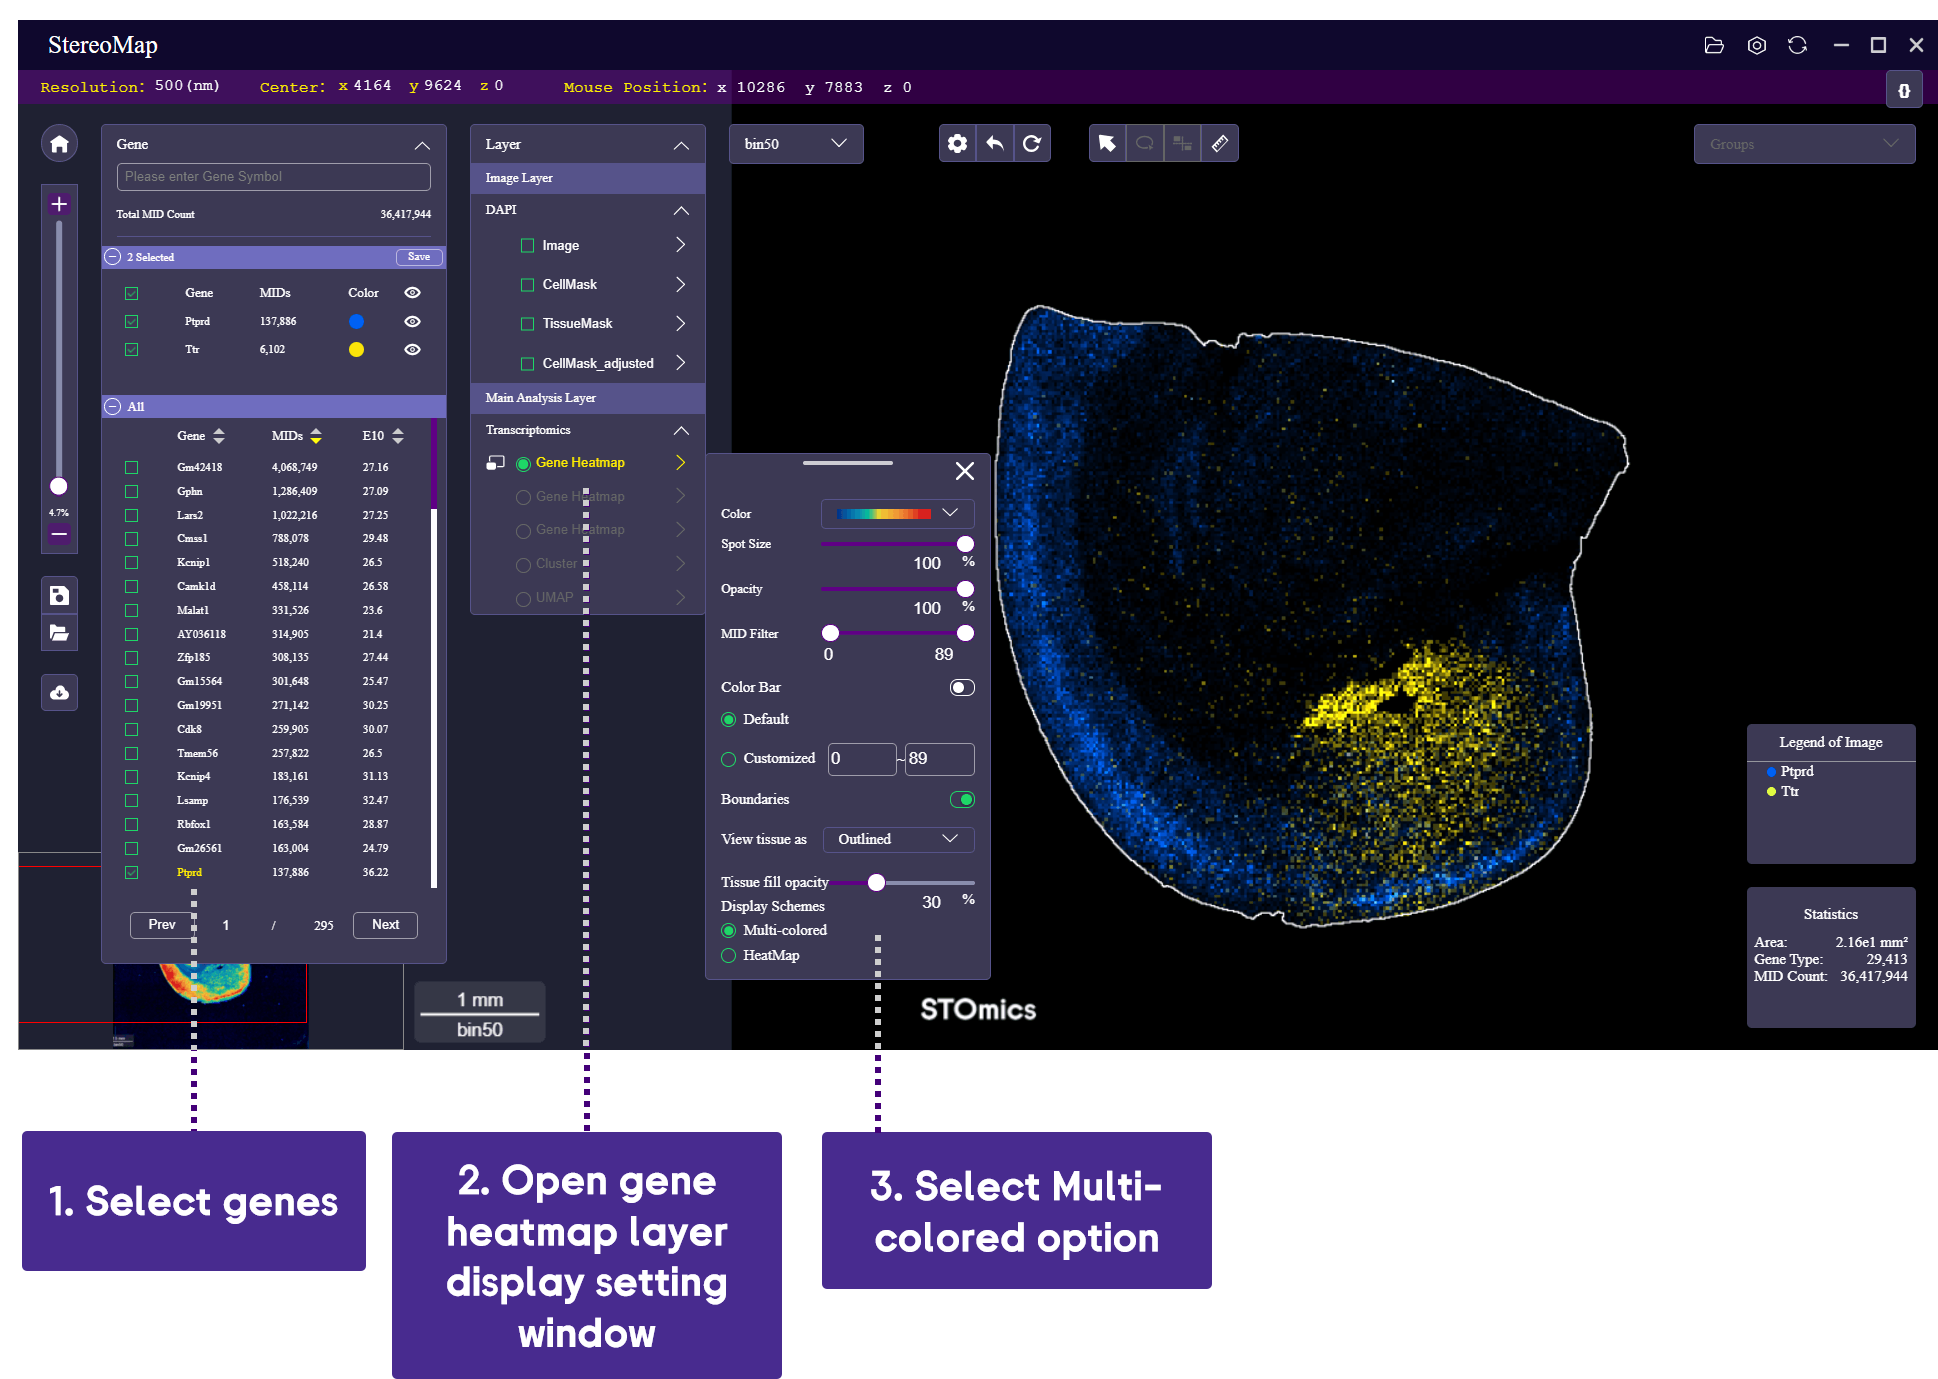 StereoMap
Resolution: 500(nm) Center: x 4164 y 9624 z 0 Mouse Position: x 10286 y 7883 z 0
Gene
Please enter Gene Symbol
Total MID Count 36,417,944
2 Selected Save
Gene MIDs Color
Ptprd 137,886
Ttr 6,102
All
Gene MIDs E10
Gm42418 4,068,749 27.16
Gphn 1,286,409 27.09
Lars2 1,022,216 27.25
Cmss1 788,078 29.48
Kcnip1 518,240 26.5
Camk1d 458,114 26.58
Malat1 331,526 23.6
AY036118 314,905 21.4
Zfp185 308,135 27.44
Gm15564 301,648 25.47
Gm19951 271,142 30.25
Cdk8 259,905 30.07
Tmem56 257,822 26.5
Kcnip4 183,161 31.13
Lsamp 176,539 32.47
Rbfox1 163,584 28.87
Gm26561 163,004 24.79
Ptprd 137,886 36.22
Prev 1 / 295 Next
4.7%
Layer
Image Layer
DAPI
Image
CellMask
TissueMask
CellMask_adjusted
Main Analysis Layer
Transcriptomics
Gene Heatmap
Gene Heatmap
Gene Heatmap
Cluster
UMAP
bin50
Groups
Color
Spot Size
100 %
Opacity
100 %
MID Filter
0 89
Color Bar
Default
Customized 0 ~ 89
Boundaries
View tissue as Outlined
Tissue fill opacity
30 %
Display Schemes
Multi-colored
HeatMap
Legend of Image
Ptprd
Ttr
Statistics
Area: 2.16e1 mm²
Gene Type: 29,413
MID Count: 36,417,944
1 mm
bin50
STOmics
1. Select genes
2. Open gene
heatmap layer
display setting
window
3. Select Multi-
colored option